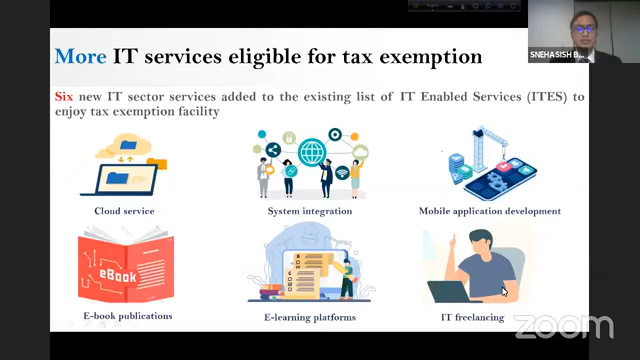 SNEHASISH B...
More IT services eligible for tax exemption
Six new IT sector services added to the existing list of IT Enabled Services (ITES) to
enjoy tax exemption facility
Cloud service
System integration
Mobile application development
eBook
E-book publications
E-learning platforms
IT freelancing
zoom